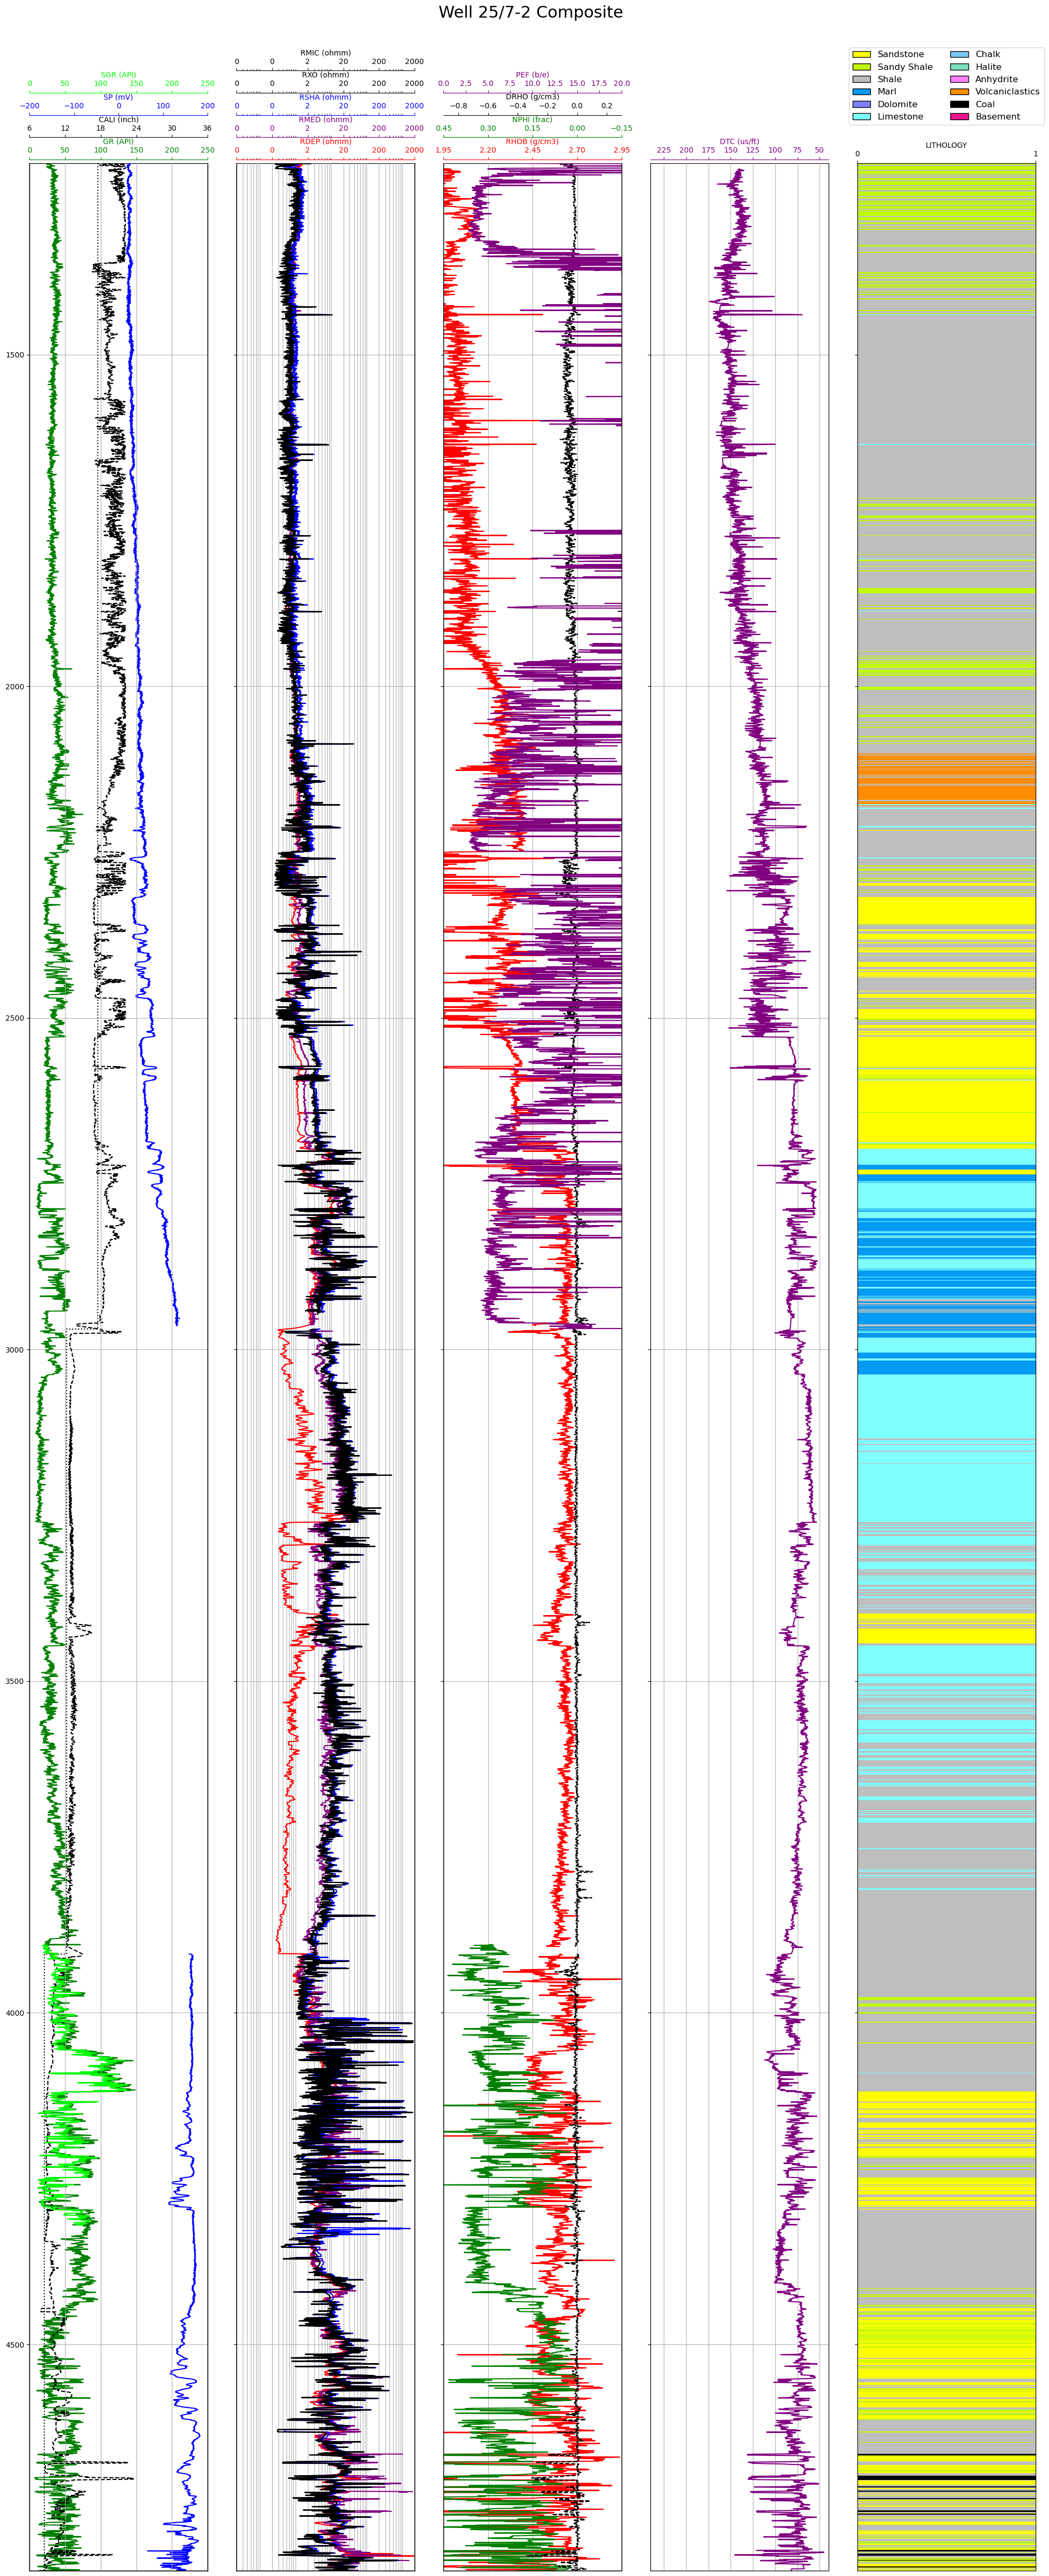 Well 25/7-2 Composite
RMIC (ohmm)
0 0 2 20 200 2000
RXO (ohmm)
0 0 2 20 200 2000
SGR (API)
0 50 100 150 200 250
SP (mV)
−200 −100 0 100 200
CALI (inch)
6 12 18 24 30 36
GR (API)
0 50 100 150 200 250
RSHA (ohmm)
0 0 2 20 200 2000
RMED (ohmm)
0 0 2 20 200 2000
RDEP (ohmm)
0 0 2 20 200 2000
PEF (b/e)
0.0 2.5 5.0 7.5 10.0 12.5 15.0 17.5 20.0
DRHO (g/cm3)
−0.8 −0.6 −0.4 −0.2 0.0 0.2
NPHI (frac)
0.45 0.30 0.15 0.00 −0.15
RHOB (g/cm3)
1.95 2.20 2.45 2.70 2.95
DTC (us/ft)
225 200 175 150 125 100 75 50
Sandstone
Sandy Shale
Shale
Marl
Dolomite
Limestone
Chalk
Halite
Anhydrite
Volcaniclastics
Coal
Basement
LITHOLOGY
0 1
1500
2000
2500
3000
3500
4000
4500